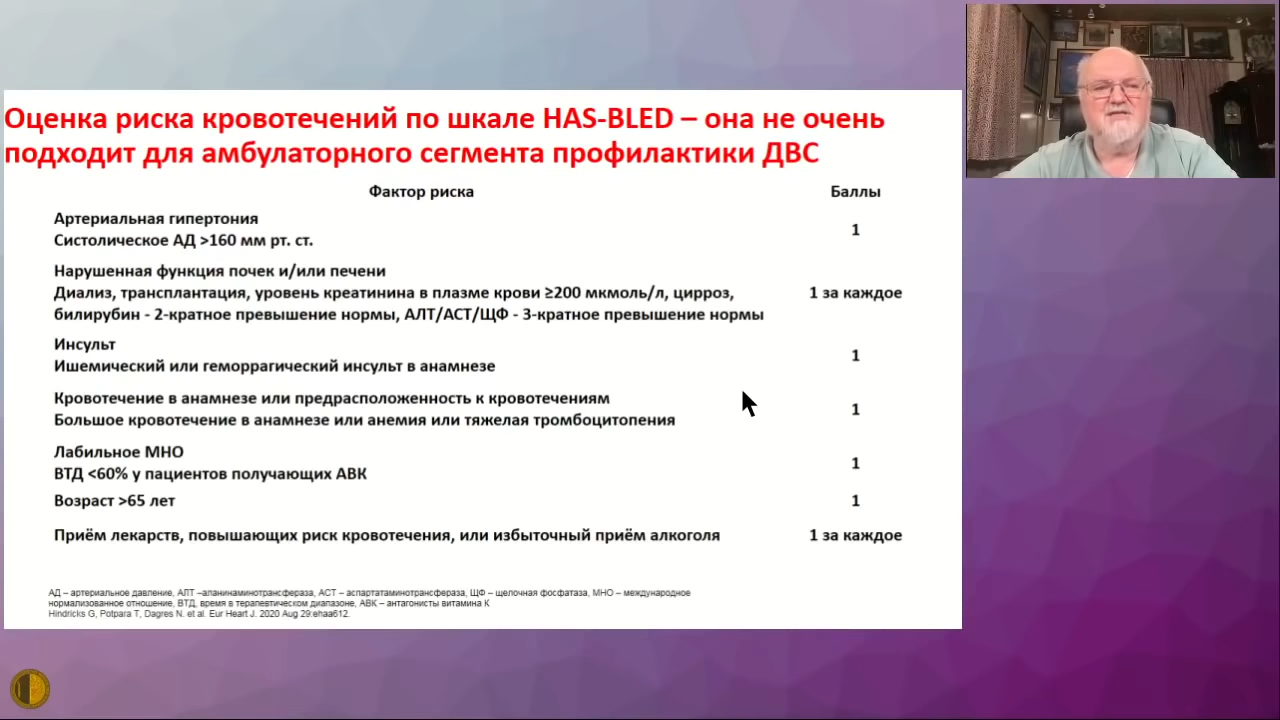 Оценка риска кровотечений по шкале HAS-BLED – она не очень
подходит для амбулаторного сегмента профилактики ДВС
Фактор риска Баллы
Артериальная гипертония
Систолическое АД >160 мм рт. ст.
1
Нарушенная функция почек и/или печени
Диализ, трансплантация, уровень креатинина в плазме крови ≥200 мкмоль/л, цирроз,
1 за каждое
билирубин - 2-кратное превышение нормы, АЛТ/АСТ/ЩФ - 3-кратное превышение нормы
Инсульт
Ишемический или геморрагический инсульт в анамнезе
1
Кровотечение в анамнезе или предрасположенность к кровотечениям
Большое кровотечение в анамнезе или анемия или тяжелая тромбоцитопения
1
Лабильное МНО
ВТД <60% у пациентов получающих АВК
1
Возраст >65 лет 1
Приём лекарств, повышающих риск кровотечения, или избыточный приём алкоголя 1 за каждое
АД – артериальное давление, АЛТ –аланинаминотрансфераза, АСТ – аспартатаминотрансфераза, ЩФ – щелочная фосфатаза, МНО – международное
нормализованное отношение, ВТД, время в терапевтическом диапазоне, АВК – антагонисты витамина К
Hindricks G, Potpara T, Dagres N. et al. Eur Heart J. 2020 Aug 29:ehaa612.